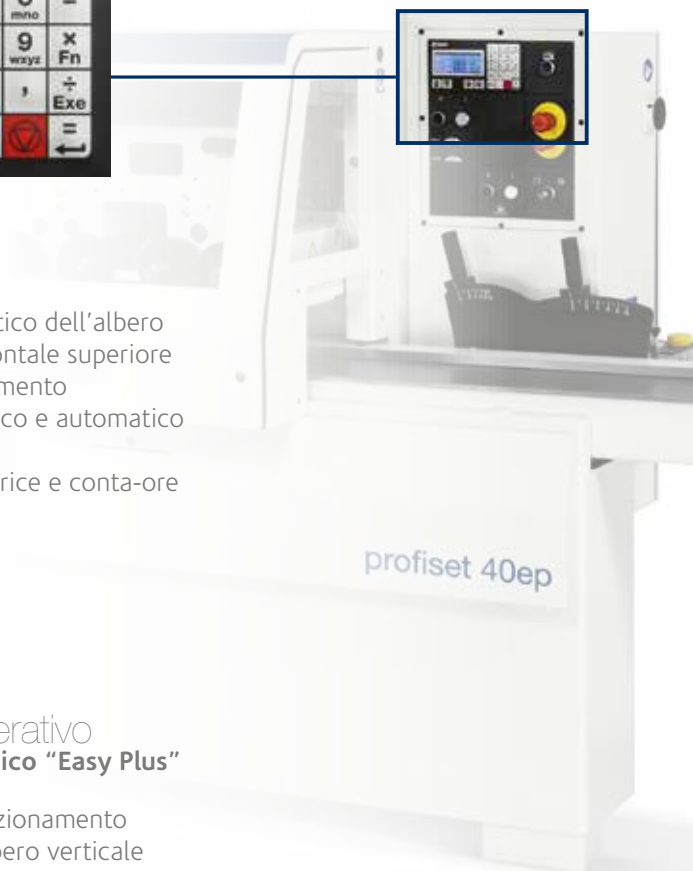 mno
9 ×
wxyz Fn
, ÷
Exe
=
tico dell’albero
ontale superiore
mento
co e automatico
rice e conta-ore
profiset 40ep
erativo
ico “Easy Plus”
zionamento
pero verticale